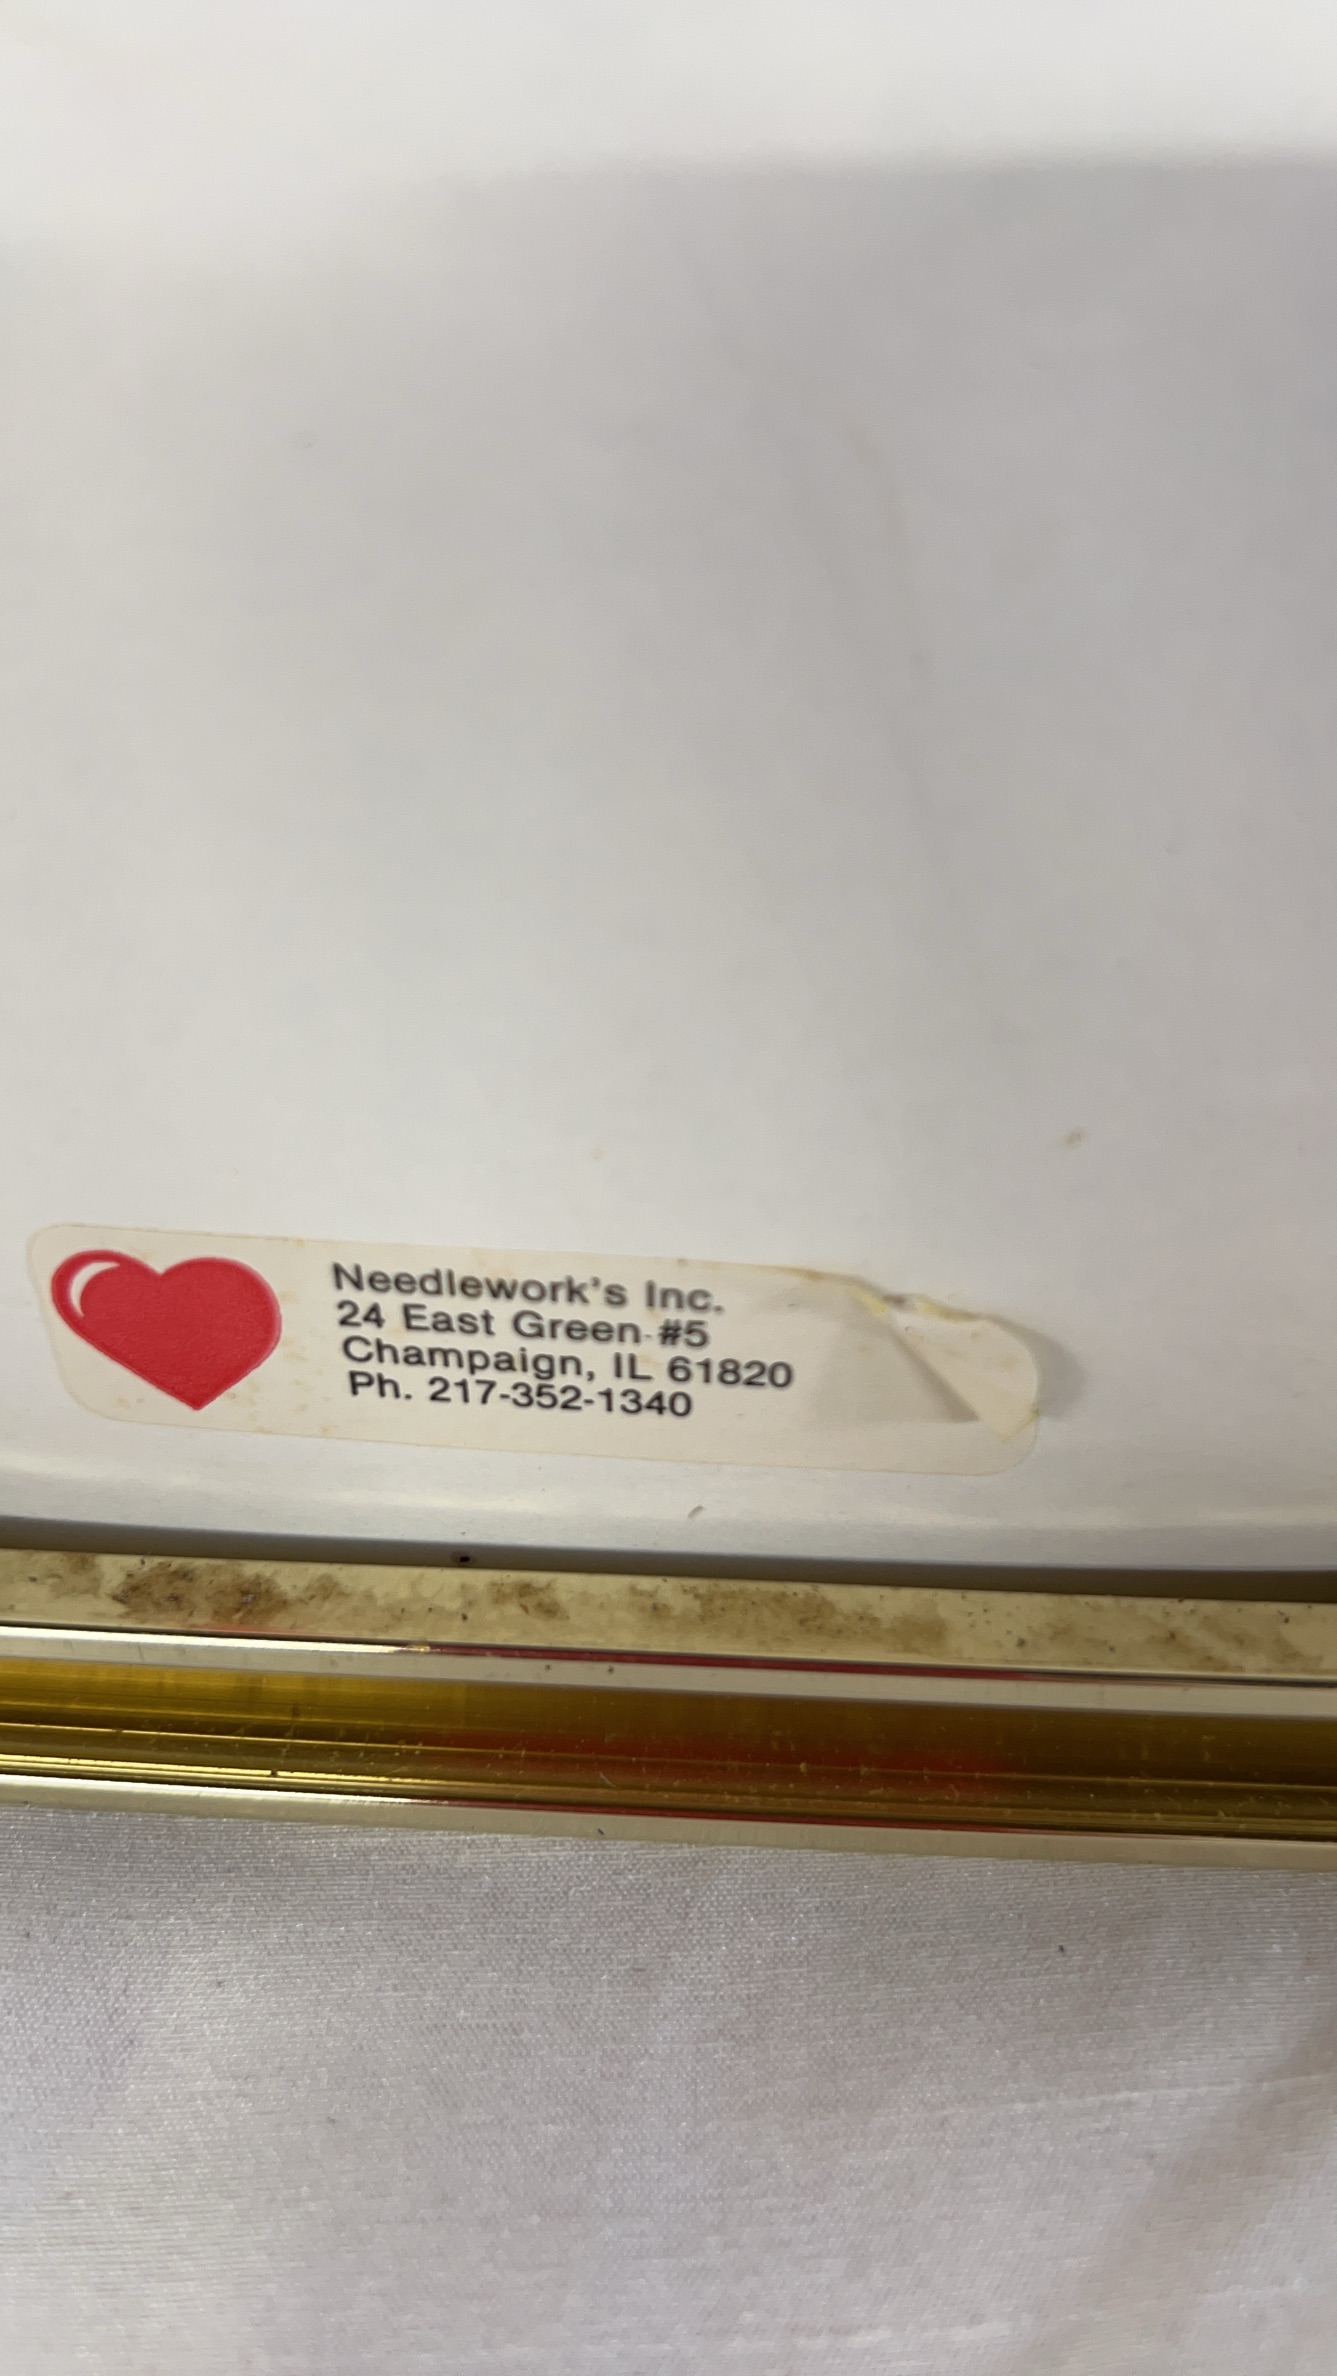 Needlework's Inc.
24 East Green #5
Champaign, IL 61820
Ph. 217-352-1340